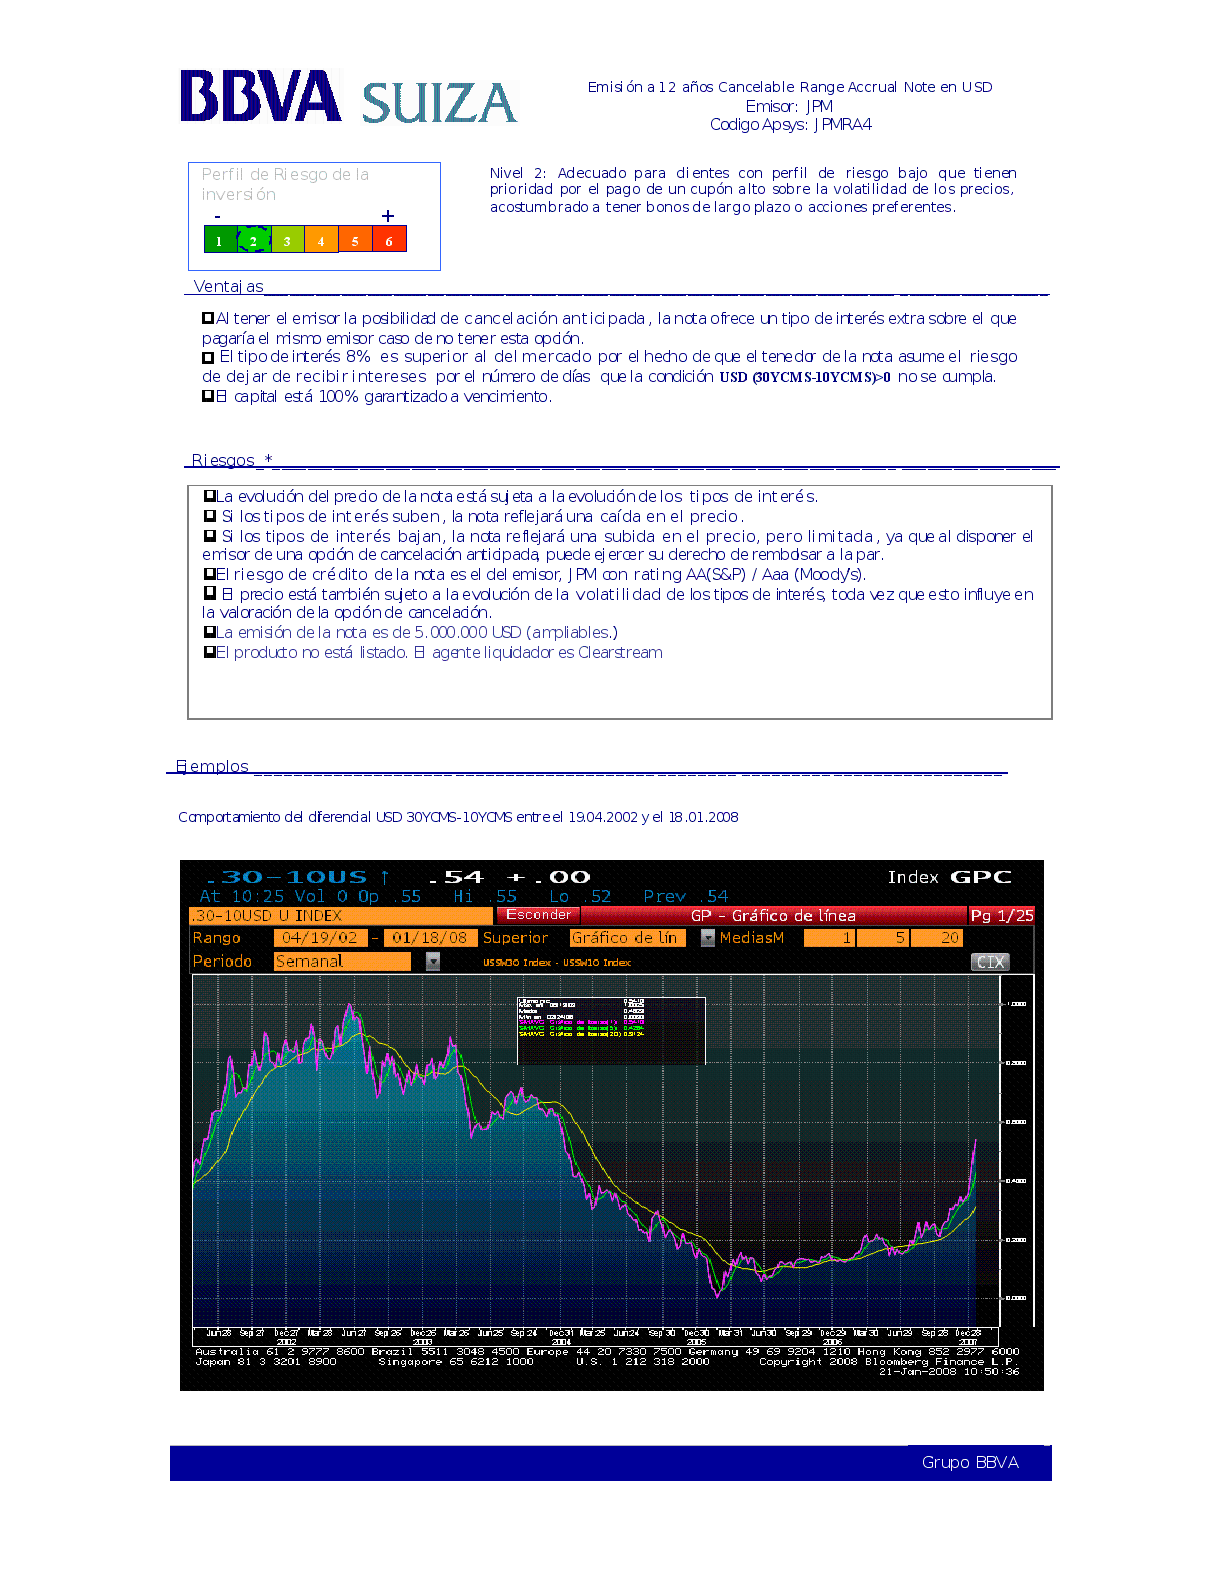 BBVA SUIZA
Emisión a 12 años Cancelable Range Accrual Note en USD
Emisor: JPM
Codigo Apsys: JPMRA4
Perfil de Riesgo de la
inversión
- +
1 2 3 4 5 6
Nivel 2: Adecuado para clientes con perfil de riesgo bajo que tienen
prioridad por el pago de un cupón alto sobre la volatilidad de los precios,
acostumbrado a tener bonos de largo plazo o acciones preferentes.
Ventajas
Al tener el emisor la posibilidad de cancelación anticipada, la nota ofrece un tipo de interés extra sobre el que
pagaría el mismo emisor caso de no tener esta opción.
El tipo de interés 8% es superior al del mercado por el hecho de que el tenedor de la nota asume el riesgo
de dejar de recibir intereses por el número de días que la condición USD (30YCMS-10YCMS)>0 no se cumpla.
El capital está 100% garantizado a vencimiento.
Riesgos *
La evolución del precio de la nota está sujeta a la evolución de los tipos de interés.
Si los tipos de interés suben, la nota reflejará una caída en el precio.
Si los tipos de interés bajan, la nota reflejará una subida en el precio, pero limitada, ya que al disponer el
emisor de una opción de cancelación anticipada, puede ejercer su derecho de rembolsar a la par.
El riesgo de crédito de la nota es el del emisor, JPM con rating AA(S&P) / Aaa (Moody's).
El precio está también sujeto a la evolución de la volatilidad de los tipos de interés, toda vez que esto influye en
la valoración de la opción de cancelación.
La emisión de la nota es de 5.000.000 USD (ampliables.)
El producto no está listado. El agente liquidador es Clearstream
Ejemplos
Comportamiento del diferencial USD 30YCMS-10YCMS entre el 19.04.2002 y el 18.01.2008
.30-10US ↑ .54 +.00 Index GPC
At 10:25 Vol 0 Op .55 Hi .55 Lo .52 Prev .54
.30-10USD U INDEX Esconder GP - Gráfico de línea Pg 1/25
Rango 04/19/02 - 01/18/08 Superior Gráfico de lín MediasM 1 5 20
Periodo Semanal USSW30 Index - USSW10 Index CIX
1.0000
0.8000
0.6000
0.4000
0.2000
0.0000
Jun28 Sep27 Dec27 Mar28 Jun27 Sep26 Dec26 Mar26 Jun25 Sep24 Dec31 Mar25 Jun24 Sep30 Dec30 Mar31 Jun30 Sep29 Dec29 Mar30 Jun29 Sep28 Dec28
2002 2003 2004 2005 2006 2007
Australia 61 2 9777 8600 Brazil 5511 3048 4500 Europe 44 20 7330 7500 Germany 49 69 9204 1210 Hong Kong 852 2977 6000
Japan 81 3 3201 8900 Singapore 65 6212 1000 U.S. 1 212 318 2000 Copyright 2008 Bloomberg Finance L.P.
21-Jan-2008 10:50:36
Grupo BBVA